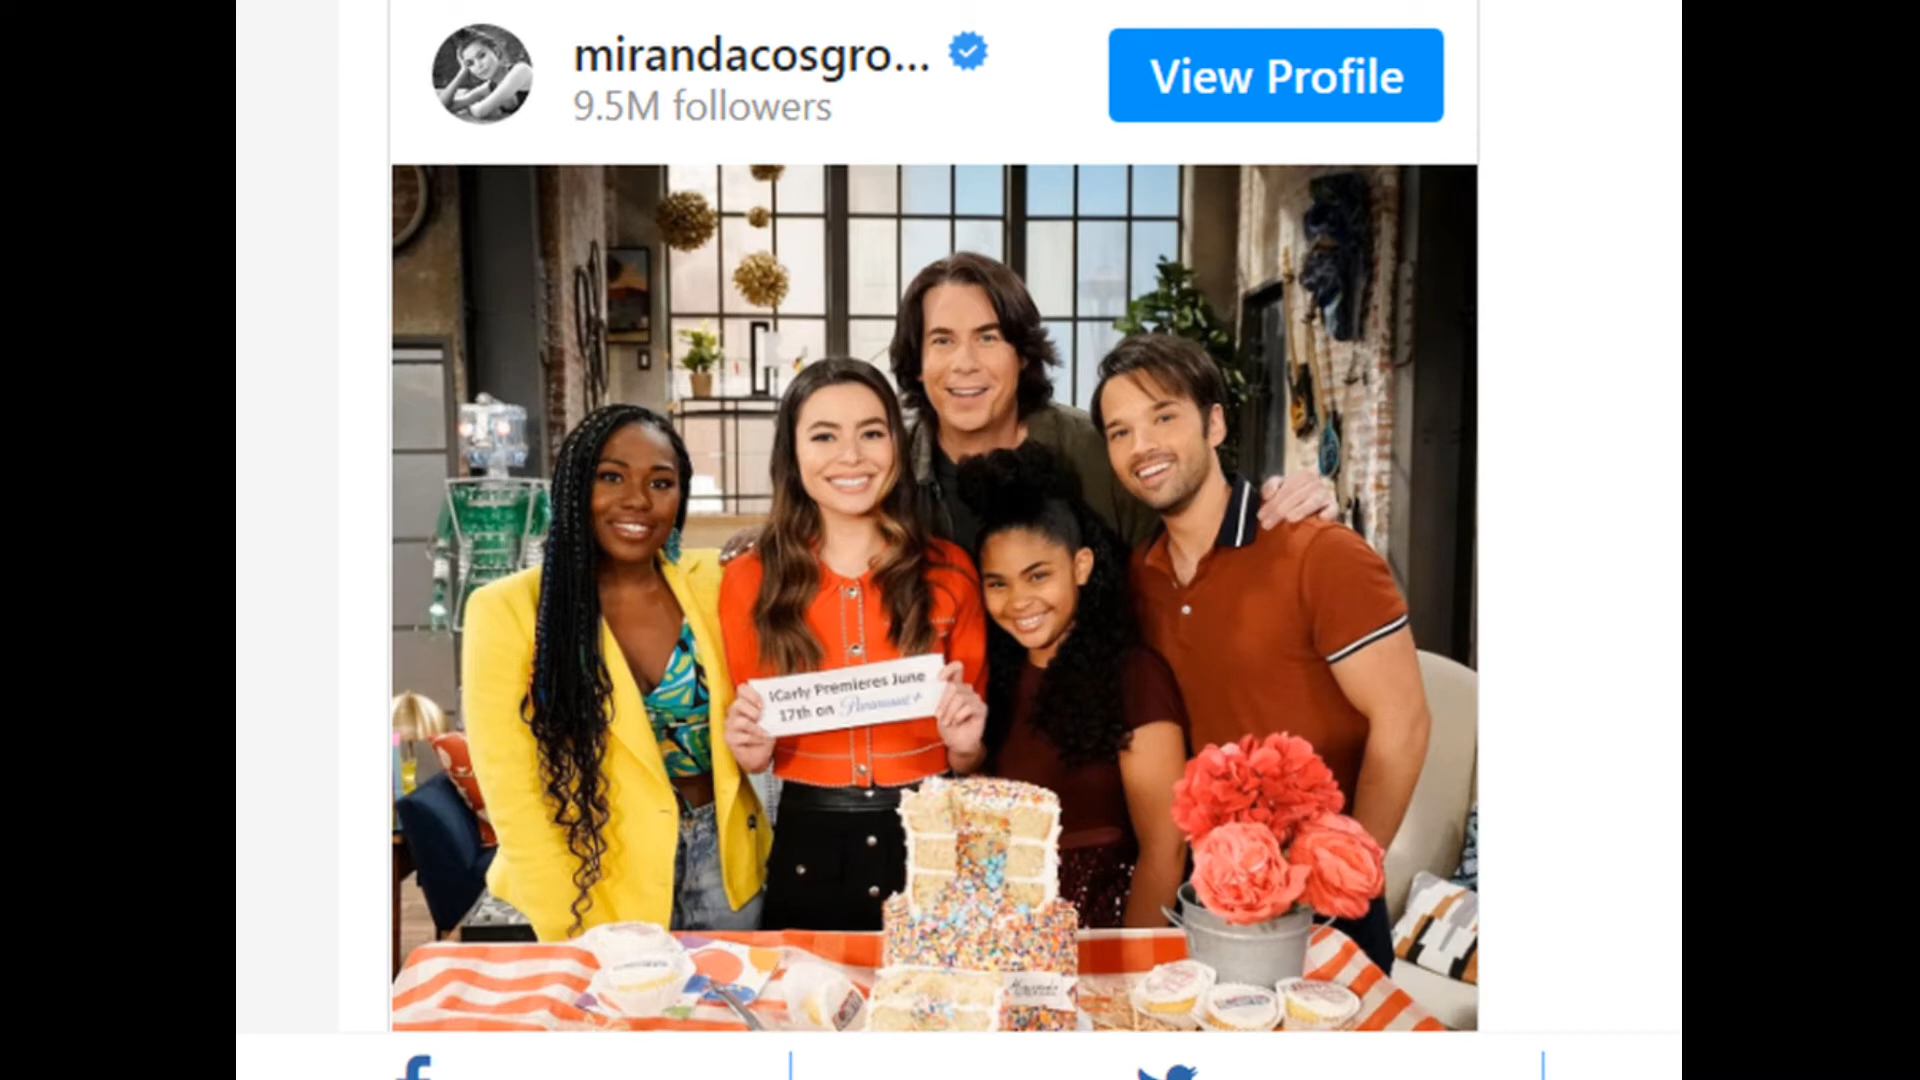 mirandacosgro...
9.5M followers
View Profile
iCarly Premieres June
17th on Paramount+